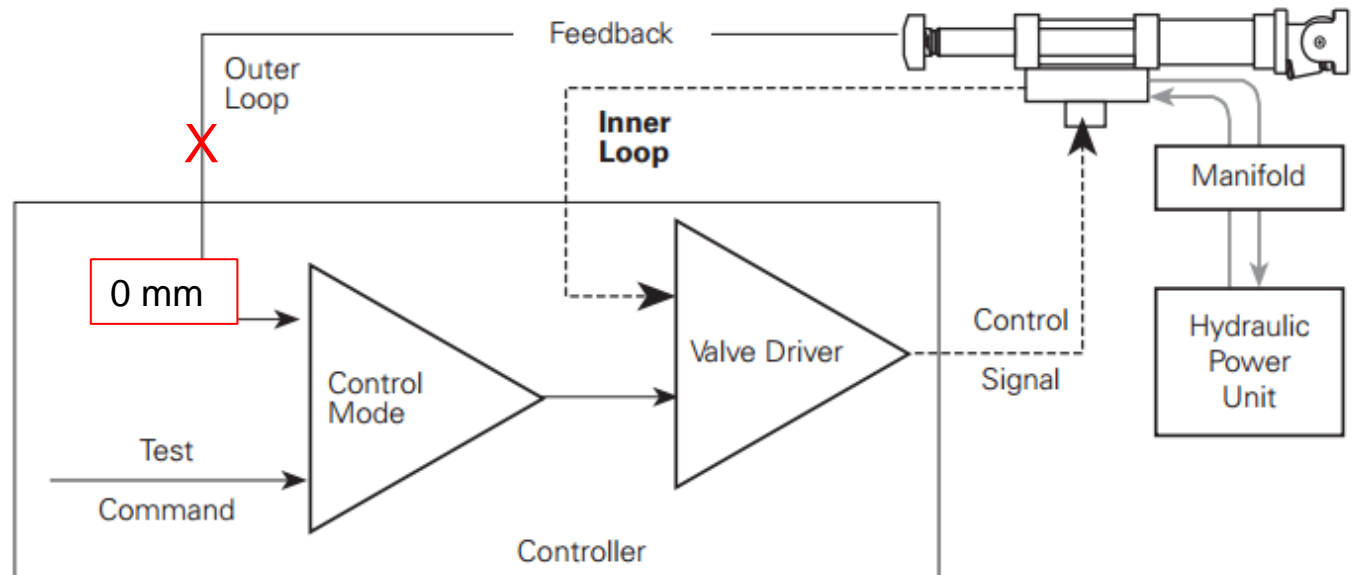 Feedback
Outer
Loop
X
Inner
Loop
Manifold
0 mm
Control
Signal
Hydraulic
Power
Unit
Valve Driver
Control
Mode
Test
Command
Controller